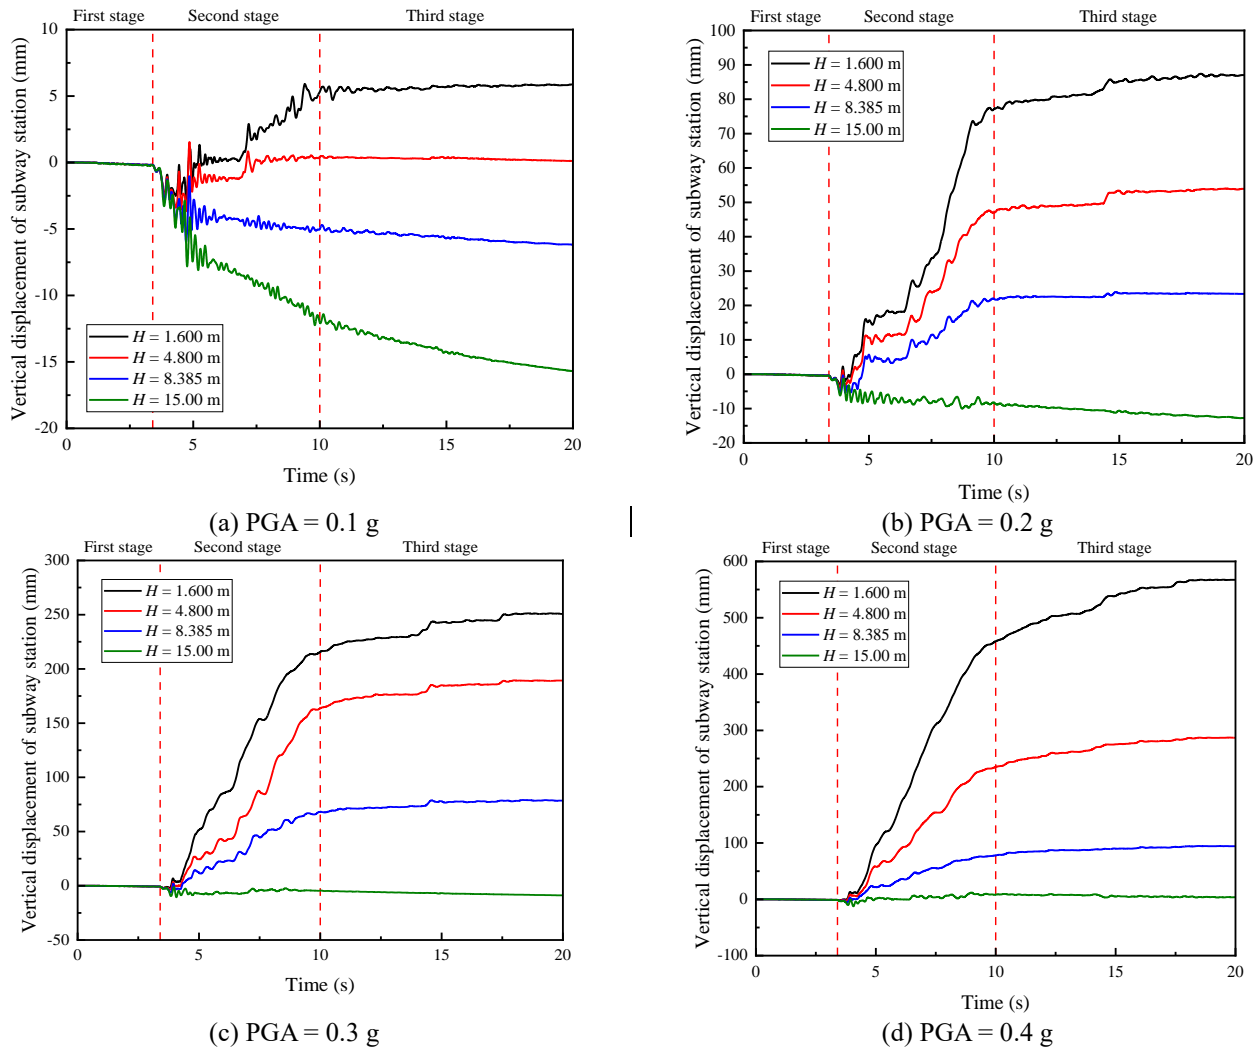 First stage Second stage Third stage
Vertical displacement of subway station (mm)
10
5
0
-5
-10
-15
-20
H = 1.600 m
H = 4.800 m
H = 8.385 m
H = 15.00 m
0 5 10 15 20
Time (s)
(a) PGA = 0.1 g
First stage Second stage Third stage
Vertical displacement of subway station (mm)
100
90
80
70
60
50
40
30
20
10
0
-10
-20
H = 1.600 m
H = 4.800 m
H = 8.385 m
H = 15.00 m
0 5 10 15 20
Time (s)
(b) PGA = 0.2 g
First stage Second stage Third stage
Vertical displacement of subway station (mm)
300
250
200
150
100
50
0
-50
H = 1.600 m
H = 4.800 m
H = 8.385 m
H = 15.00 m
0 5 10 15 20
Time (s)
(c) PGA = 0.3 g
First stage Second stage Third stage
Vertical displacement of subway station (mm)
600
500
400
300
200
100
0
-100
H = 1.600 m
H = 4.800 m
H = 8.385 m
H = 15.00 m
0 5 10 15 20
Time (s)
(d) PGA = 0.4 g